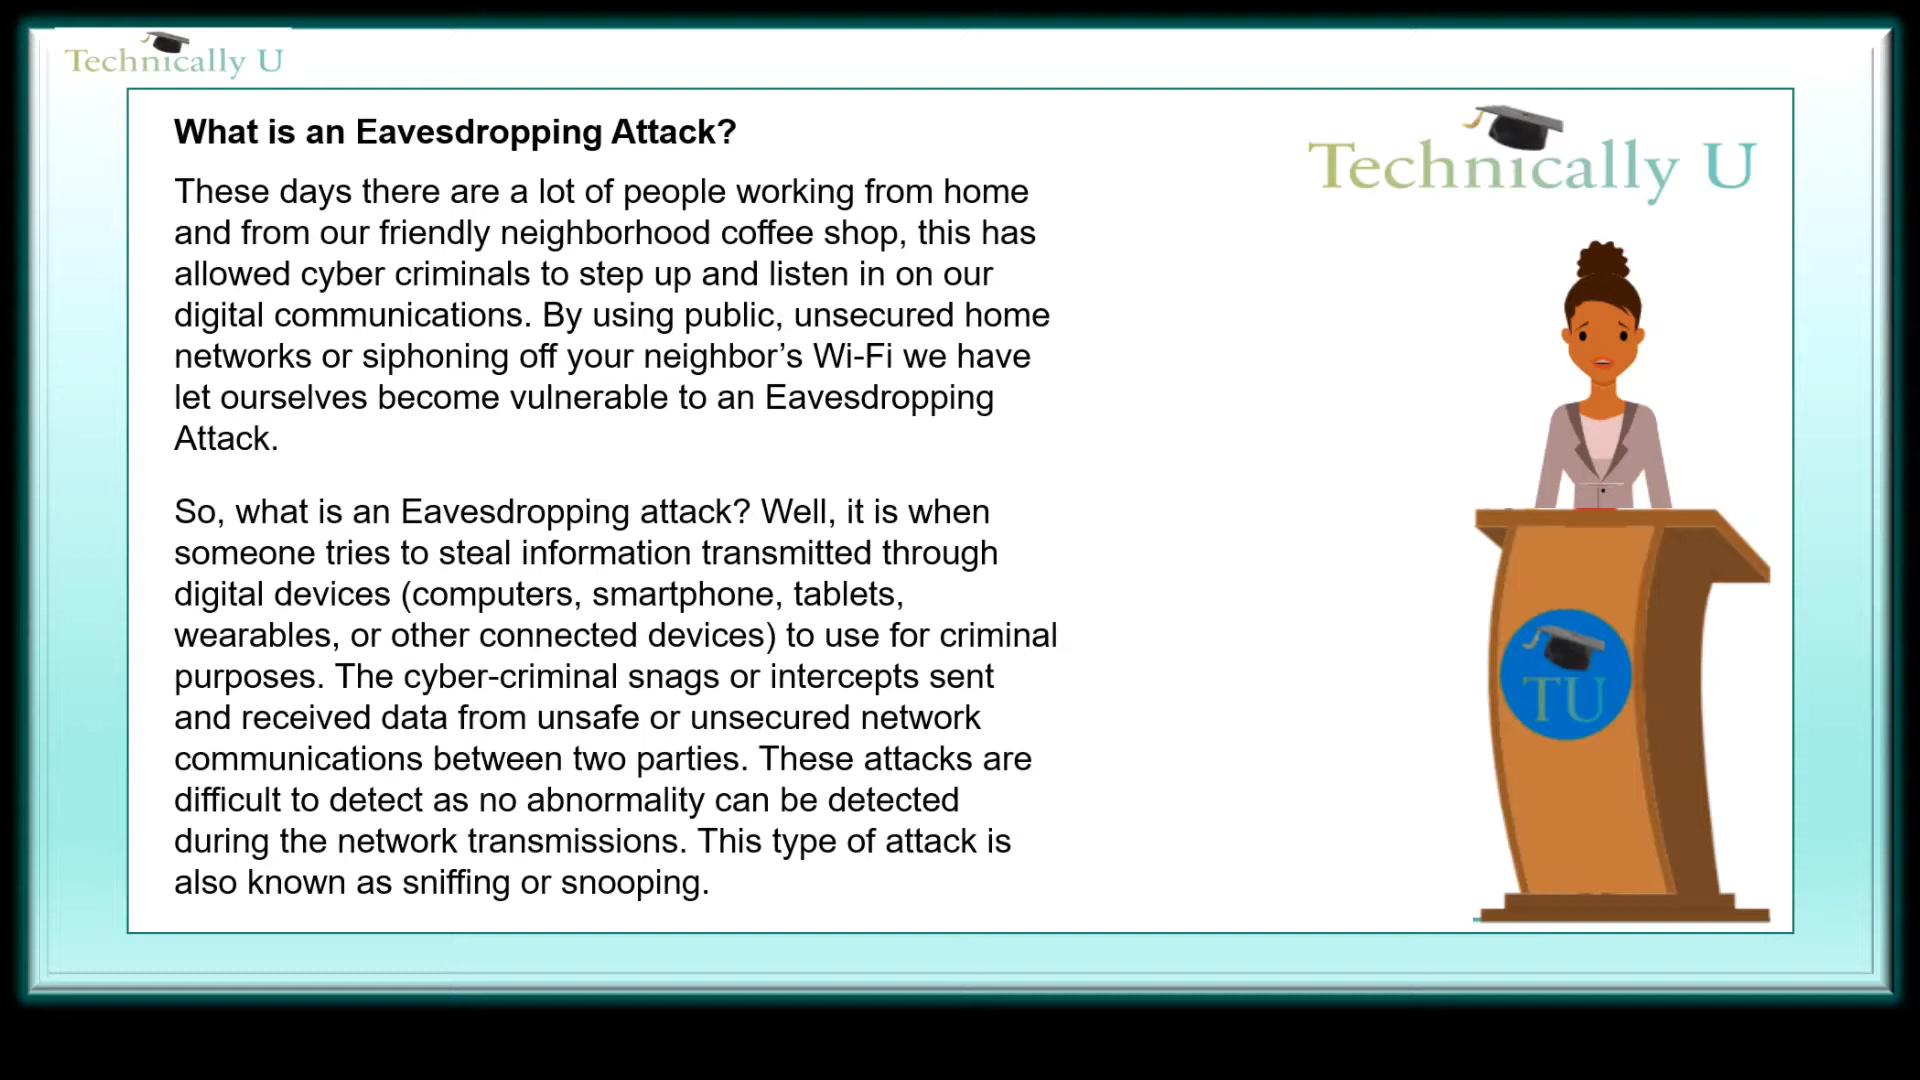 Technically U
What is an Eavesdropping Attack?
Technically U
These days there are a lot of people working from home
and from our friendly neighborhood coffee shop, this has
allowed cyber criminals to step up and listen in on our
digital communications. By using public, unsecured home
networks or siphoning off your neighbor’s Wi-Fi we have
let ourselves become vulnerable to an Eavesdropping
Attack.
So, what is an Eavesdropping attack? Well, it is when
someone tries to steal information transmitted through
digital devices (computers, smartphone, tablets,
wearables, or other connected devices) to use for criminal
purposes. The cyber-criminal snags or intercepts sent
and received data from unsafe or unsecured network
communications between two parties. These attacks are
difficult to detect as no abnormality can be detected
during the network transmissions. This type of attack is
also known as sniffing or snooping.
TU